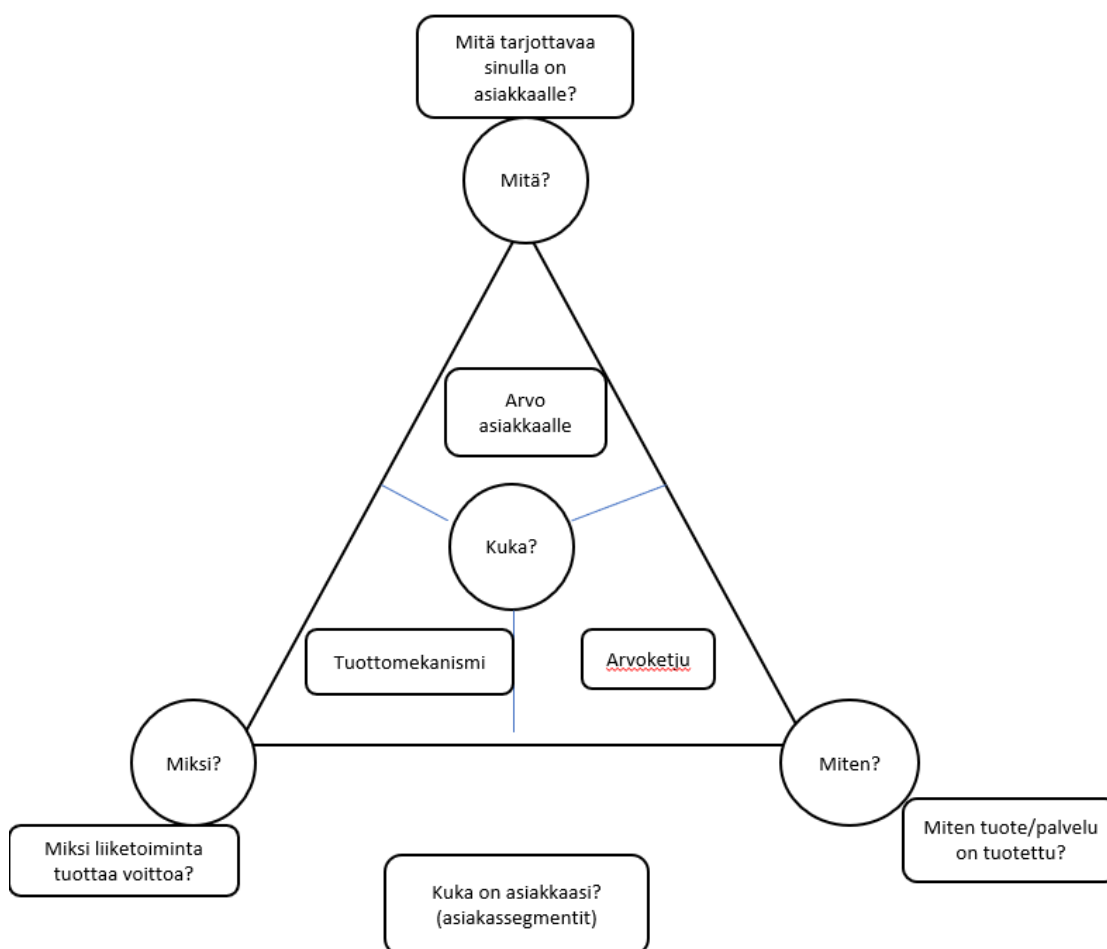 Mitä tarjottavaa
sinulla on
asiakkaalle?
Mitä?
Arvo
asiakkaalle
Kuka?
Tuottomekanismi
Arvoketju
Miksi?
Miten?
Miksi liiketoiminta
tuottaa voittoa?
Miten tuote/palvelu
on tuotettu?
Kuka on asiakkaasi?
(asiakassegmentit)